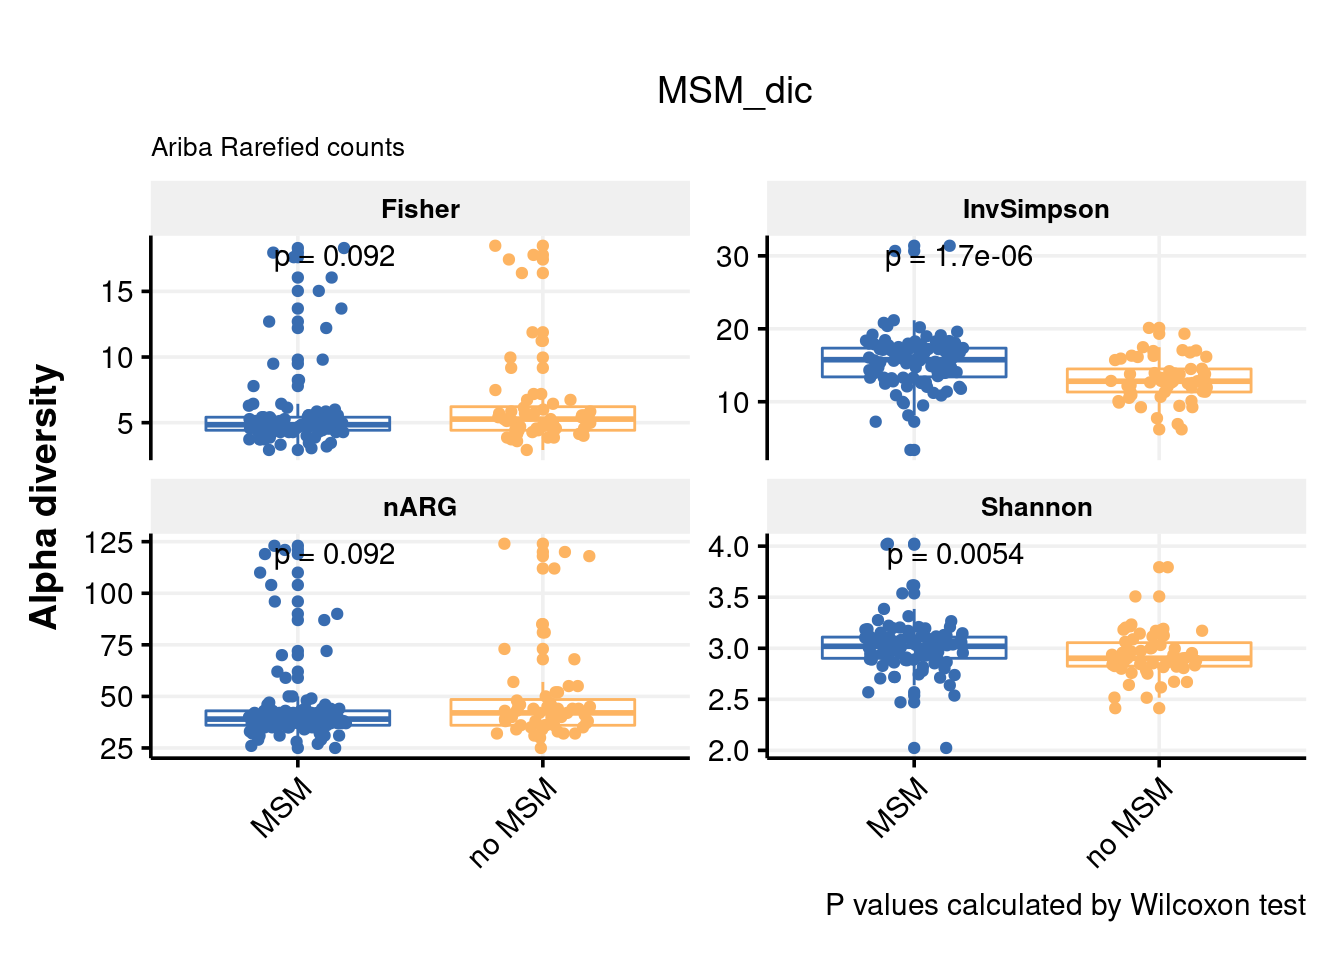 MSM_dic
Ariba Rarefied counts
Fisher
InvSimpson
p = 0.092
p = 1.7e-06
15
10
5
30
20
10
Alpha diversity
nARG
Shannon
p = 0.092
p = 0.0054
125
100
75
50
25
4.0
3.5
3.0
2.5
2.0
MSM
no MSM
MSM
no MSM
P values calculated by Wilcoxon test